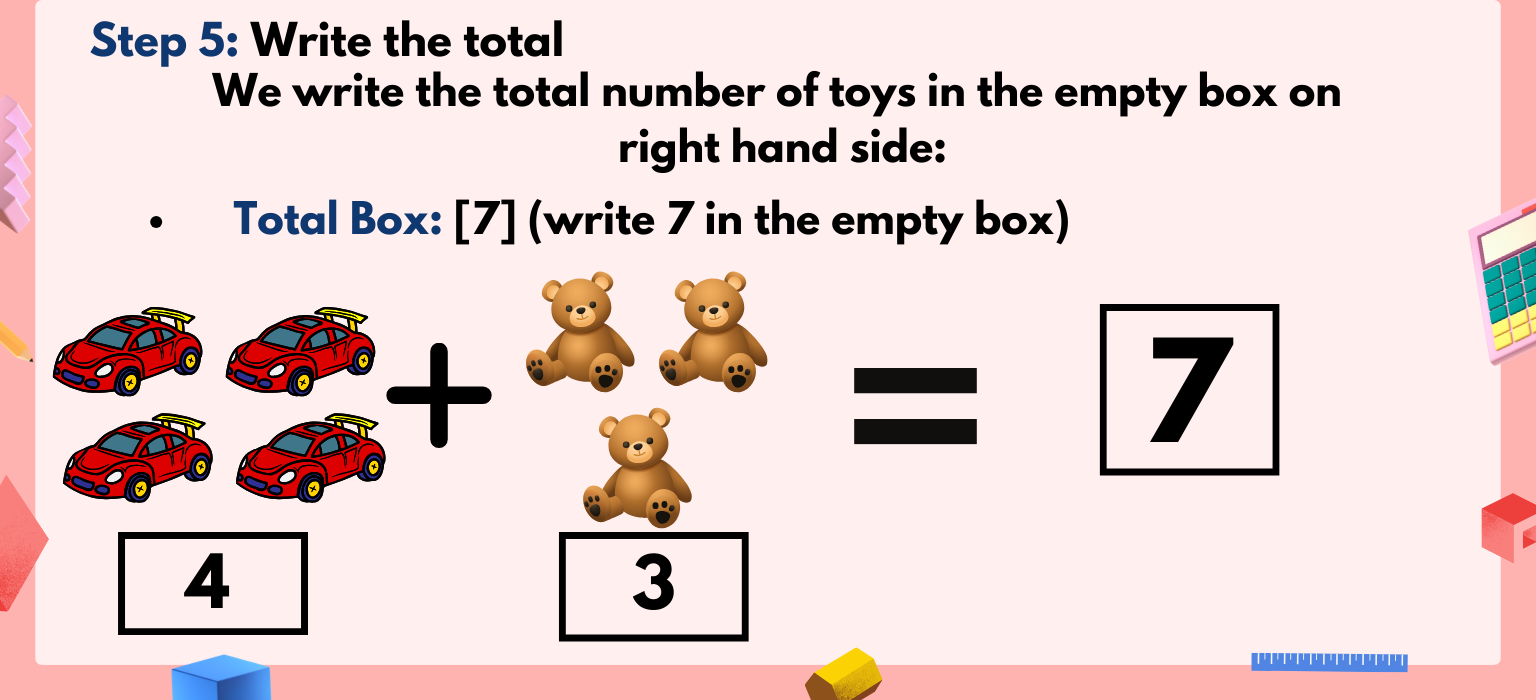 Step 5: Write the total
We write the total number of toys in the empty box on
right hand side:
• Total Box: [7] (write 7 in the empty box)
+
=
7
4
3